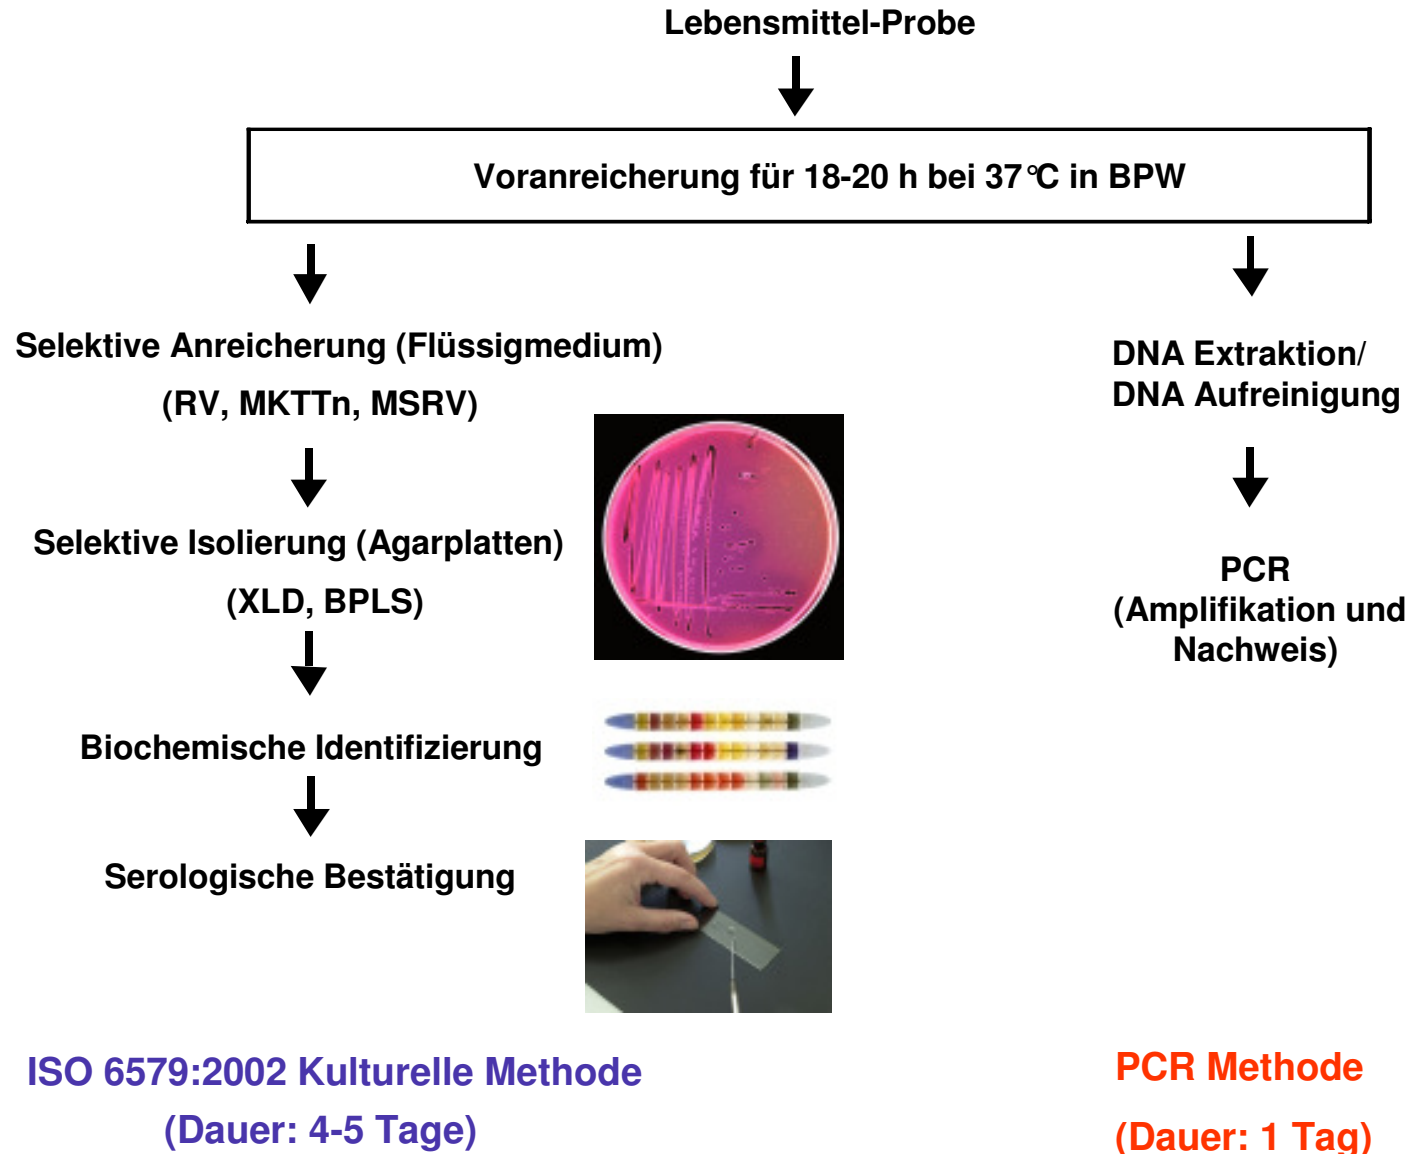 Lebensmittel-Probe
Voranreicherung für 18-20 h bei 37°C in BPW
Selektive Anreicherung (Flüssigmedium)
(RV, MKTTn, MSRV)
Selektive Isolierung (Agarplatten)
(XLD, BPLS)
Biochemische Identifizierung
Serologische Bestätigung
ISO 6579:2002 Kulturelle Methode
(Dauer: 4-5 Tage)
DNA Extraktion/
DNA Aufreinigung
PCR
(Amplifikation und
Nachweis)
PCR Methode
(Dauer: 1 Tag)